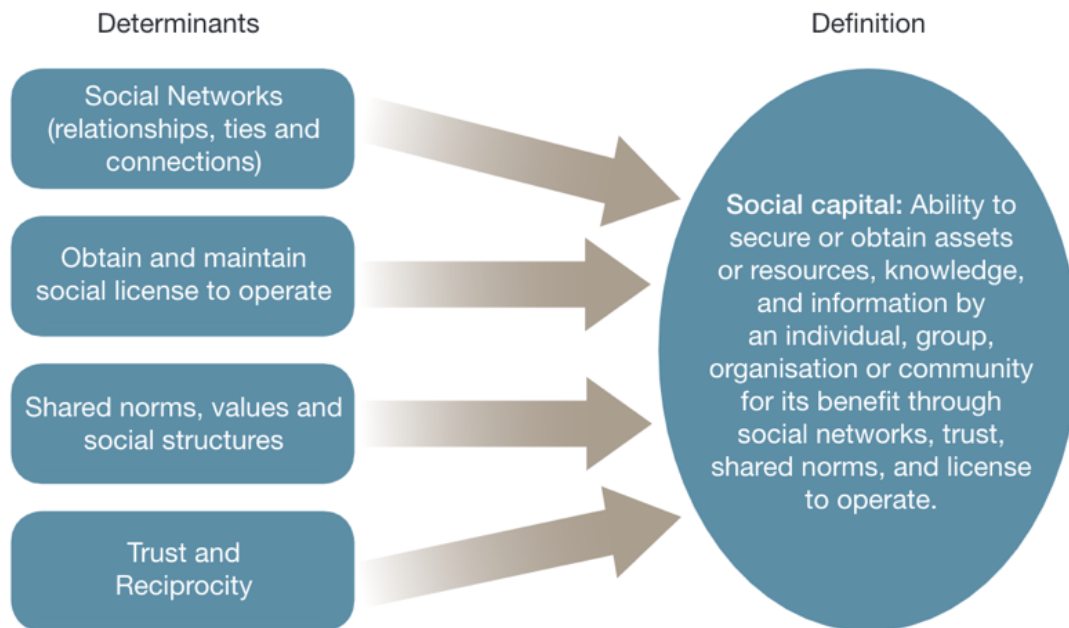 Determinants
Definition
Social Networks
(relationships, ties and
connections)
Obtain and maintain
social license to operate
Shared norms, values and
social structures
Trust and
Reciprocity
Social capital: Ability to
secure or obtain assets
or resources, knowledge,
and information by
an individual, group,
organisation or community
for its benefit through
social networks, trust,
shared norms, and license
to operate.